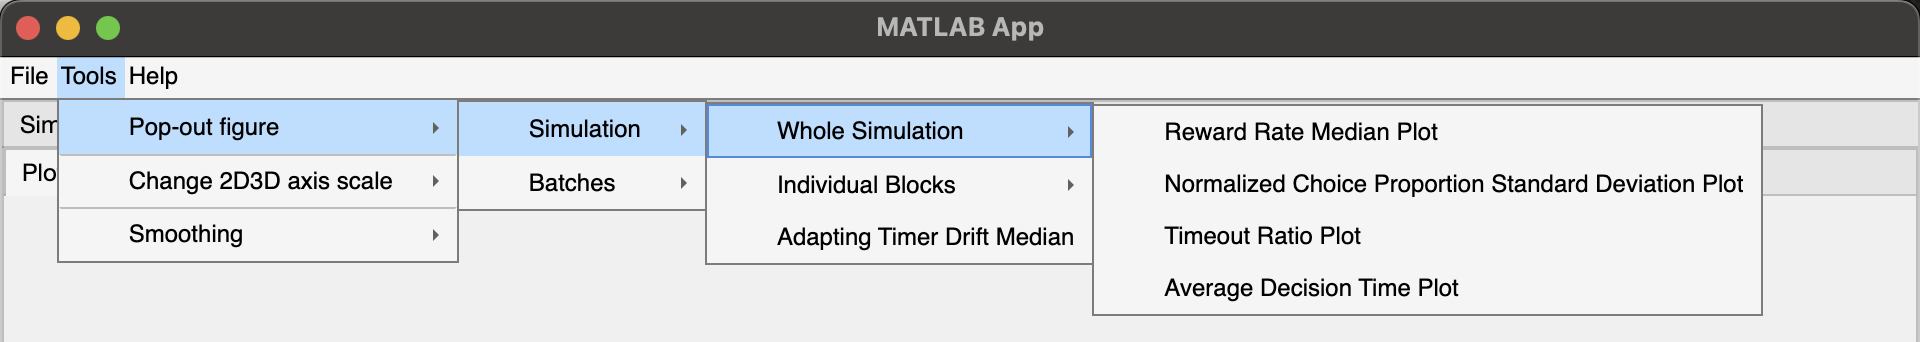 MATLAB App
File Tools Help
Sim
Plo
Pop-out figure
Change 2D3D axis scale
Smoothing
Simulation
Batches
Whole Simulation
Individual Blocks
Adapting Timer Drift Median
Reward Rate Median Plot
Normalized Choice Proportion Standard Deviation Plot
Timeout Ratio Plot
Average Decision Time Plot